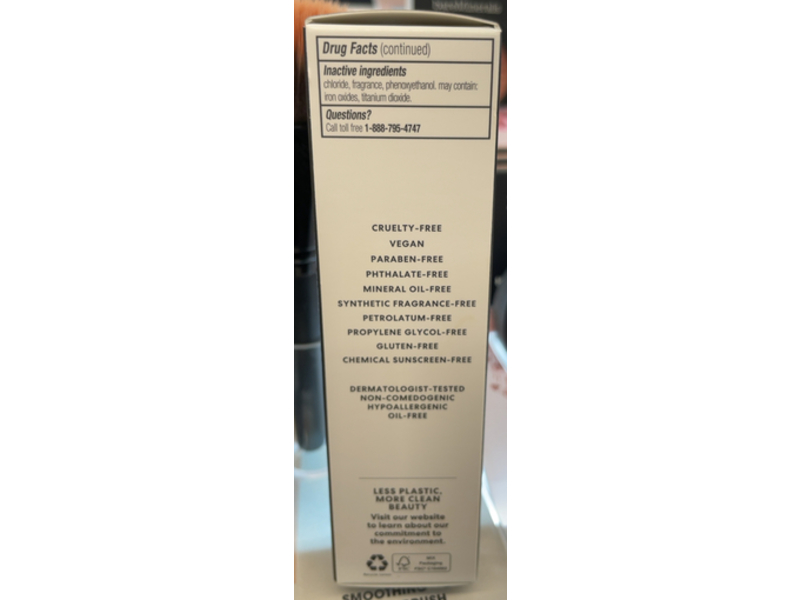 Drug Facts (continued)
Inactive ingredients
chloride, fragrance, phenoxyethanol. may contain:
iron oxides, titanium dioxide.
Questions?
Call toll free 1-888-795-4747
CRUELTY-FREE
VEGAN
PARABEN-FREE
PHTHALATE-FREE
MINERAL OIL-FREE
SYNTHETIC FRAGRANCE-FREE
PETROLATUM-FREE
PROPYLENE GLYCOL-FREE
GLUTEN-FREE
CHEMICAL SUNSCREEN-FREE
DERMATOLOGIST-TESTED
NON-COMEDOGENIC
HYPOALLERGENIC
OIL-FREE
LESS PLASTIC,
MORE CLEAN
BEAUTY
Visit our website
to learn about our
commitment to
the environment.
SMOOTHING